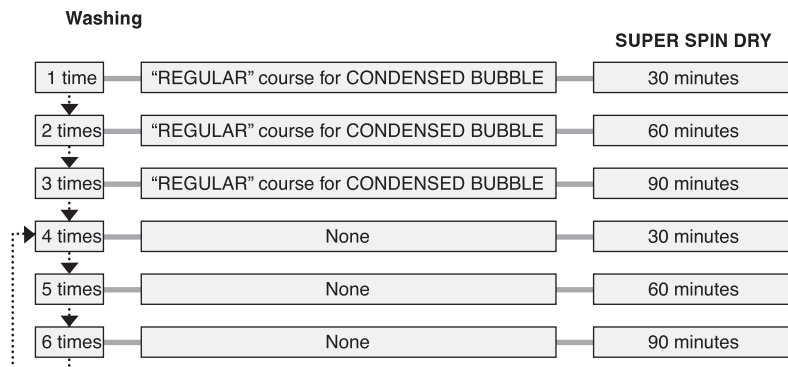 Washing
SUPER SPIN DRY
1 time “REGULAR” course for CONDENSED BUBBLE 30 minutes
2 times “REGULAR” course for CONDENSED BUBBLE 60 minutes
3 times “REGULAR” course for CONDENSED BUBBLE 90 minutes
4 times None 30 minutes
5 times None 60 minutes
6 times None 90 minutes